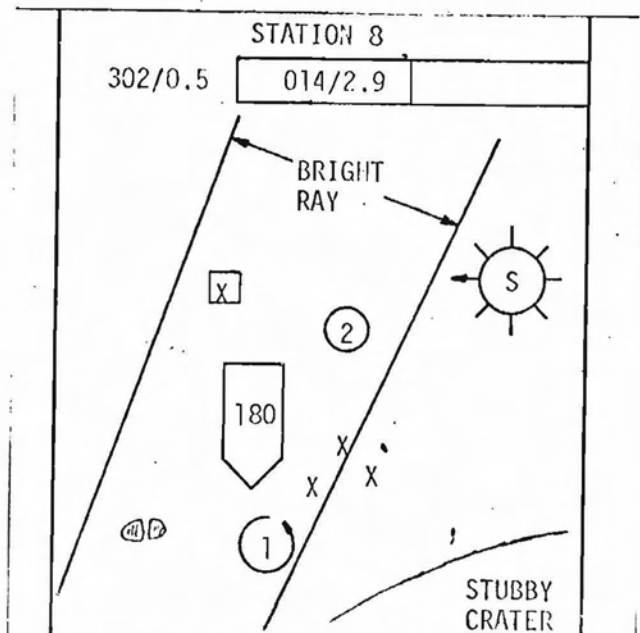 STATION 8
302/0.5 014/2.9
BRIGHT
RAY
S
X
2
180
X
X X
1
STUBBY
CRATER